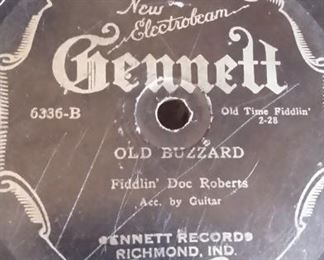 New
Electrobeam
Gennett
6336-B
Old Time Fiddlin'
2-28
OLD BUZZARD
Fiddlin' Doc Roberts
Acc. by Guitar
GENNETT RECORDS
RICHMOND, IND.